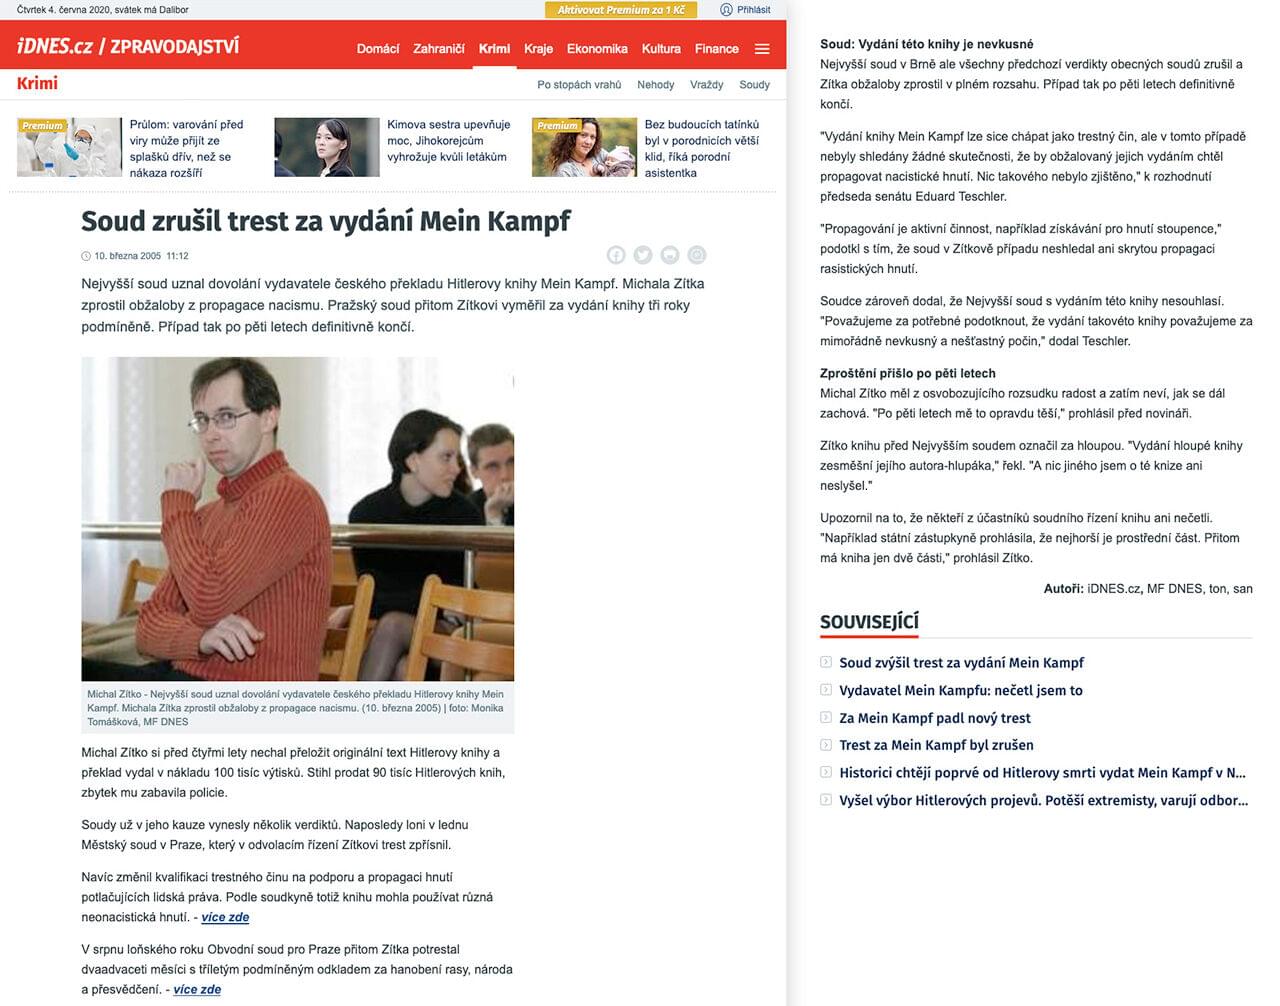 Čtvrtek 4. června 2020, svátek má Dalibor
Aktivovat Premium za 1 Kč
Přihlásit
iDNES.cz / ZPRAVODAJSTVÍ
Domácí Zahraničí Krimi Kraje Ekonomika Kultura Finance
Krimi
Po stopách vrahů Nehody Vraždy Soudy
Premium
Průlom: varování před
viry může přijít ze
splašků dřív, než se
nákaza rozšíří
Kimova sestra upevňuje
moc, Jihokorejcům
vyhrožuje kvůli letákům
Premium
Bez budoucích tatínků
byl v porodnicích větší
klid, říká porodní
asistentka
Soud zrušil trest za vydání Mein Kampf
10. března 2005 11:12
Nejvyšší soud uznal dovolání vydavatele českého překladu Hitlerovy knihy Mein Kampf. Michala Zítka
zprostil obžaloby z propagace nacismu. Pražský soud přitom Zítkovi vyměřil za vydání knihy tři roky
podmíněně. Případ tak po pěti letech definitivně končí.
Michal Zítko - Nejvyšší soud uznal dovolání vydavatele českého překladu Hitlerovy knihy Mein
Kampf. Michala Zítka zprostil obžaloby z propagace nacismu. (10. března 2005) | foto: Monika
Tomášková, MF DNES
Michal Zítko si před čtyřmi lety nechal přeložit originální text Hitlerovy knihy a
překlad vydal v nákladu 100 tisíc výtisků. Stihl prodat 90 tisíc Hitlerových knih,
zbytek mu zabavila policie.
Soudy už v jeho kauze vynesly několik verdiktů. Naposledy loni v lednu
Městský soud v Praze, který v odvolacím řízení Zítkovi trest zpřísnil.
Navíc změnil kvalifikaci trestného činu na podporu a propagaci hnutí
potlačujících lidská práva. Podle soudkyně totiž knihu mohla používat různá
neonacistická hnutí. - více zde
V srpnu loňského roku Obvodní soud pro Praze přitom Zítka potrestal
dvaadvaceti měsíci s tříletým podmíněným odkladem za hanobení rasy, národa
a přesvědčení. - více zde
Soud: Vydání této knihy je nevkusné
Nejvyšší soud v Brně ale všechny předchozí verdikty obecných soudů zrušil a
Zítka obžaloby zprostil v plném rozsahu. Případ tak po pěti letech definitivně
končí.
"Vydání knihy Mein Kampf lze sice chápat jako trestný čin, ale v tomto případě
nebyly shledány žádné skutečnosti, že by obžalovaný jejich vydáním chtěl
propagovat nacistické hnutí. Nic takového nebylo zjištěno," k rozhodnutí
předseda senátu Eduard Teschler.
"Propagování je aktivní činnost, například získávání pro hnutí stoupence,"
podotkl s tím, že soud v Zítkově případu neshledal ani skrytou propagaci
rasistických hnutí.
Soudce zároveň dodal, že Nejvyšší soud s vydáním této knihy nesouhlasí.
"Považujeme za potřebné podotknout, že vydání takovéto knihy považujeme za
mimořádně nevkusný a nešťastný počin," dodal Teschler.
Zproštění přišlo po pěti letech
Michal Zítko měl z osvobozujícího rozsudku radost a zatím neví, jak se dál
zachová. "Po pěti letech mě to opravdu těší," prohlásil před novináři.
Zítko knihu před Nejvyšším soudem označil za hloupou. "Vydání hloupé knihy
zesměšní jejího autora-hlupáka," řekl. "A nic jiného jsem o té knize ani
neslyšel."
Upozornil na to, že někteří z účastníků soudního řízení knihu ani nečetli.
"Například státní zástupkyně prohlásila, že nejhorší je prostřední část. Přitom
má kniha jen dvě části," prohlásil Zítko.
Autoři: iDNES.cz, MF DNES, ton, san
SOUVISEJÍCÍ
Soud zvýšil trest za vydání Mein Kampf
Vydavatel Mein Kampfu: nečetl jsem to
Za Mein Kampf padl nový trest
Trest za Mein Kampf byl zrušen
Historici chtějí poprvé od Hitlerovy smrti vydat Mein Kampf v N...
Vyšel výbor Hitlerových projevů. Potěší extremisty, varují odbor...